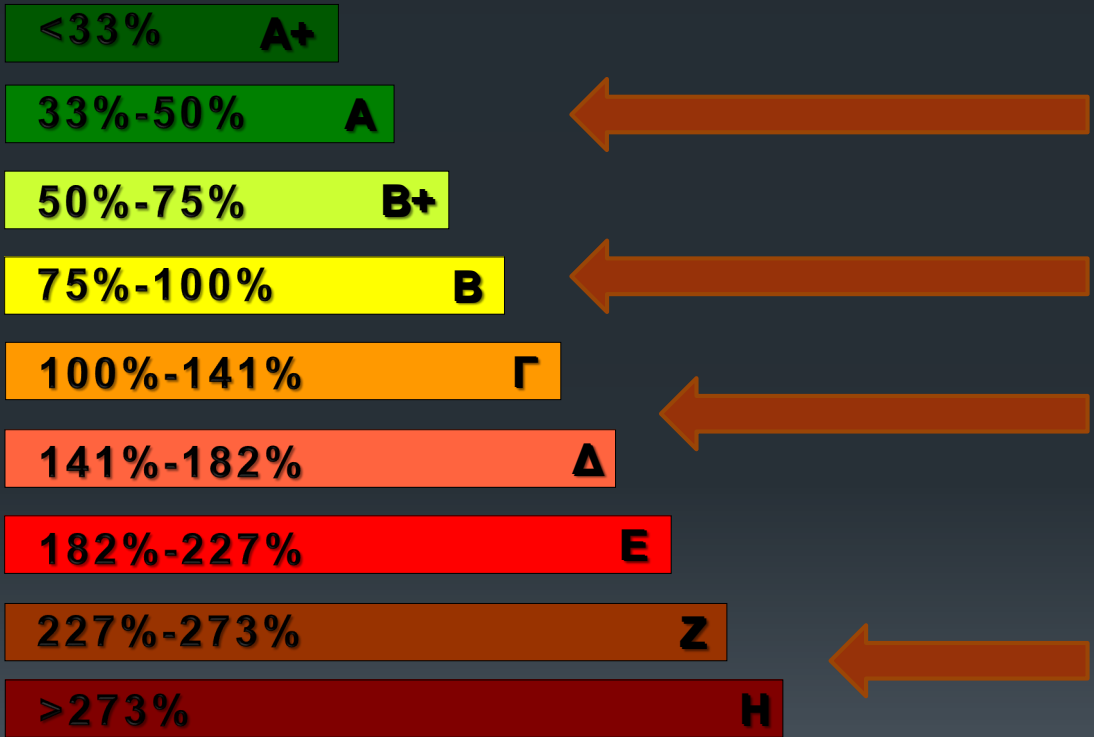 <33% Α+
33%-50% Α
50%-75% Β+
75%-100% Β
100%-141% Γ
141%-182% Δ
182%-227% Ε
227%-273% Ζ
>273% Η